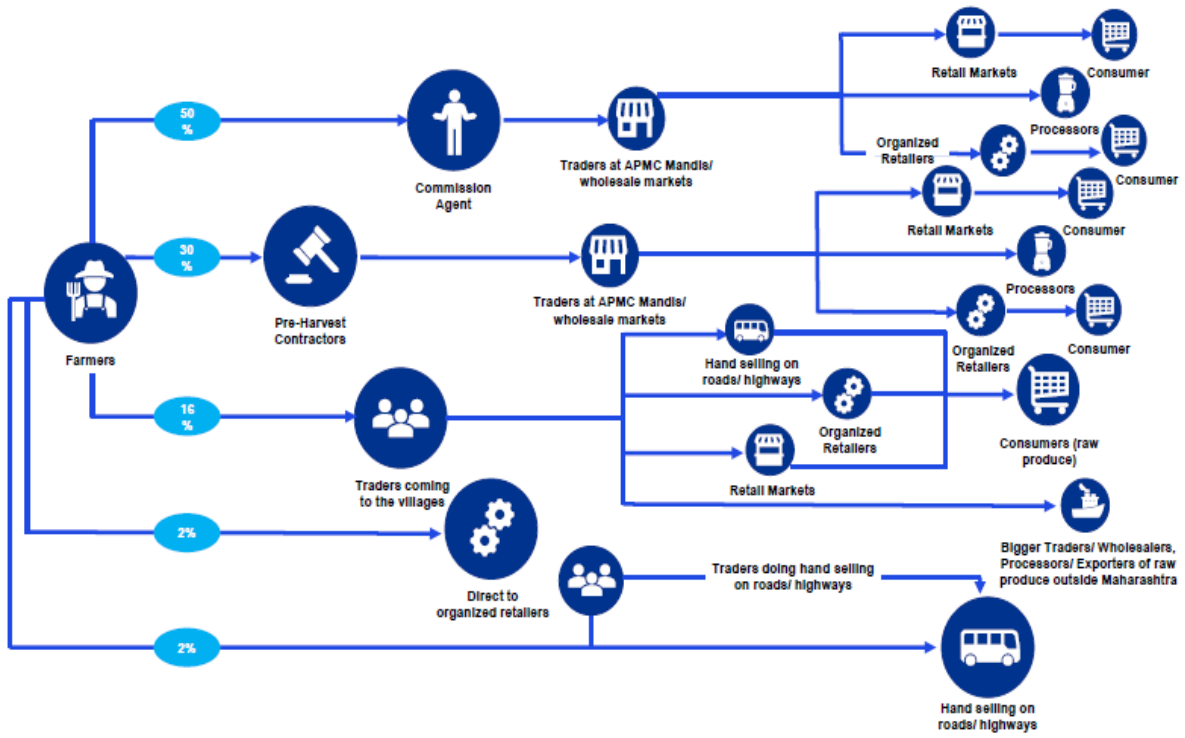 Retail Markets
Consumer
50
%
Processors
Organized
Retailers
Commission
Agent
Traders at APMC Mandis/
wholesale markets
Consumer
Retail Markets
Consumer
30
%
Processors
Pre-Harvest
Contractors
Traders at APMC Mandis/
wholesale markets
Organized
Retailers
Consumer
Farmers
Hand selling on
roads/ highways
16
%
Organized
Retailers
Consumers (raw
produce)
Traders coming
to the villages
Retail Markets
2%
Bigger Traders/ Wholesalers,
Processors/ Exporters of raw
produce outside Maharashtra
Direct to
organized retailers
Traders doing hand selling
on roads/ highways
2%
Hand selling on
roads/ highways